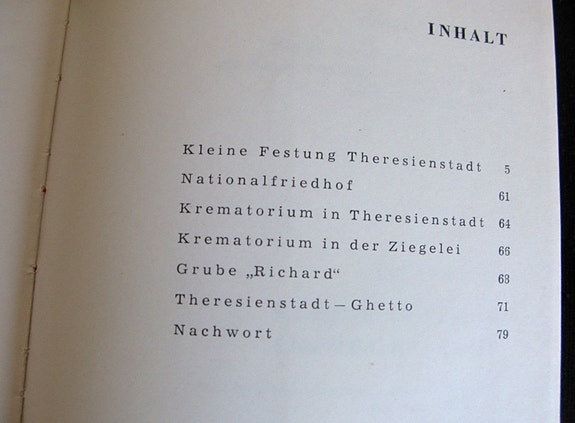 INHALT
Kleine Festung Theresienstadt 5
Nationalfriedhof 61
Krematorium in Theresienstadt 64
Krematorium in der Ziegelei 66
Grube „Richard“ 68
Theresienstadt – Ghetto 71
Nachwort 79